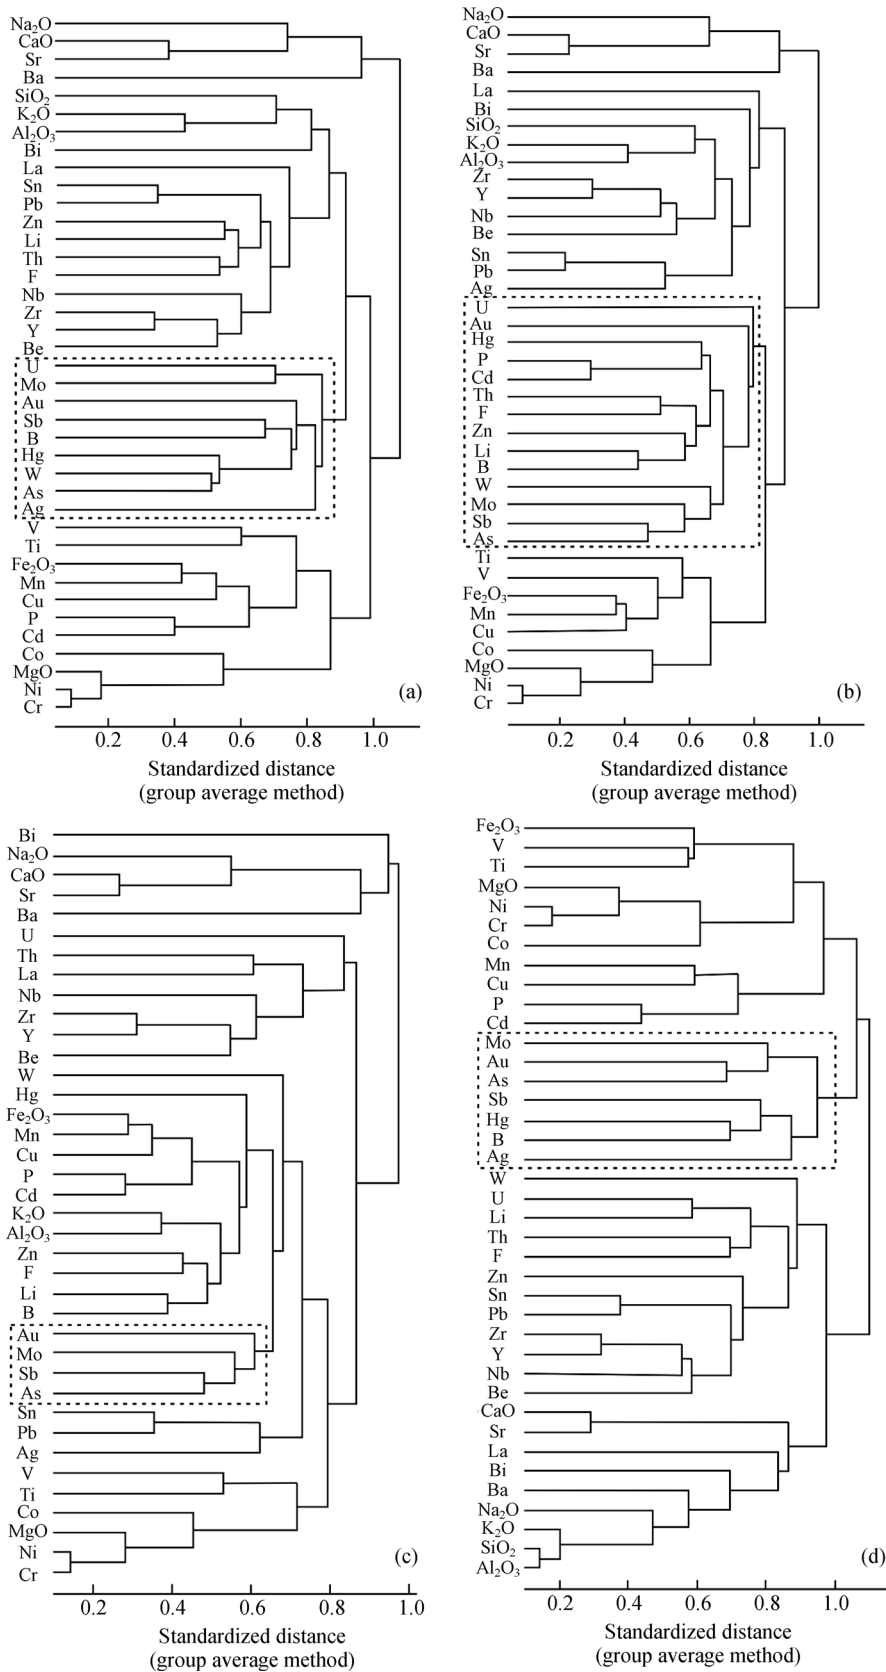 Na₂O
CaO
Sr
Ba
SiO₂
K₂O
Al₂O₃
Bi
La
Sn
Pb
Zn
Li
Th
F
Nb
Zr
Y
Be
U
Mo
Au
Sb
B
Hg
W
As
Ag
V
Ti
Fe₂O₃
Mn
Cu
P
Cd
Co
MgO
Ni
Cr
(a)
0.2 0.4 0.6 0.8 1.0
Standardized distance
(group average method)
Na₂O
CaO
Sr
Ba
La
Bi
SiO₂
K₂O
Al₂O₃
Zr
Y
Nb
Be
Sn
Pb
Ag
U
Au
Hg
P
Cd
Th
F
Zn
Li
B
W
Mo
Sb
As
Ti
V
Fe₂O₃
Mn
Cu
Co
MgO
Ni
Cr
(b)
0.2 0.4 0.6 0.8 1.0
Standardized distance
(group average method)
Bi
Na₂O
CaO
Sr
Ba
U
Th
La
Nb
Zr
Y
Be
W
Hg
Fe₂O₃
Mn
Cu
P
Cd
K₂O
Al₂O₃
Zn
F
Li
B
Au
Mo
Sb
As
Sn
Pb
Ag
V
Ti
Co
MgO
Ni
Cr
(c)
0.2 0.4 0.6 0.8 1.0
Standardized distance
(group average method)
Fe₂O₃
V
Ti
MgO
Ni
Cr
Co
Mn
Cu
P
Cd
Mo
Au
As
Sb
Hg
B
Ag
W
U
Li
Th
F
Zn
Sn
Pb
Zr
Y
Nb
Be
CaO
Sr
La
Bi
Ba
Na₂O
K₂O
SiO₂
Al₂O₃
(d)
0.2 0.4 0.6 0.8 1.0
Standardized distance
(group average method)